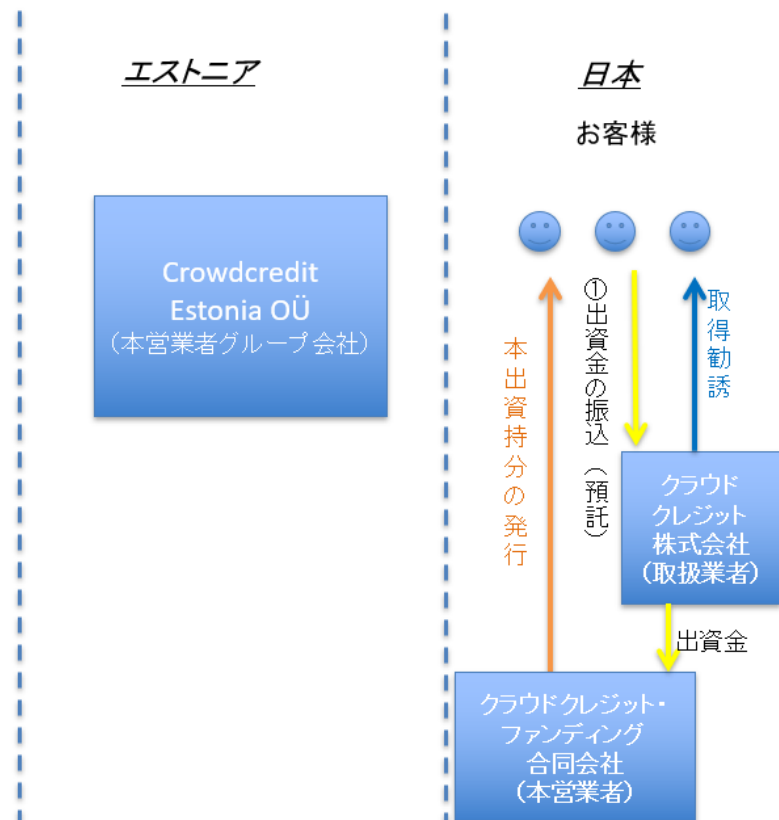 エストニア
日本
お客様
Crowdcredit
Estonia OÜ
（本営業者グループ会社）
本出資持分の発行
①出資金の振込（預託）
取得勧誘
クラウド
クレジット
株式会社
（取扱業者）
出資金
クラウドクレジット・
ファンディング
合同会社
（本営業者）